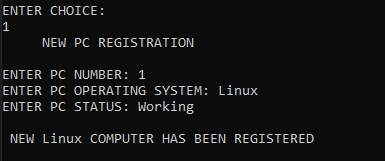 ENTER CHOICE:
1
NEW PC REGISTRATION
ENTER PC NUMBER: 1
ENTER PC OPERATING SYSTEM: Linux
ENTER PC STATUS: Working
NEW Linux COMPUTER HAS BEEN REGISTERED